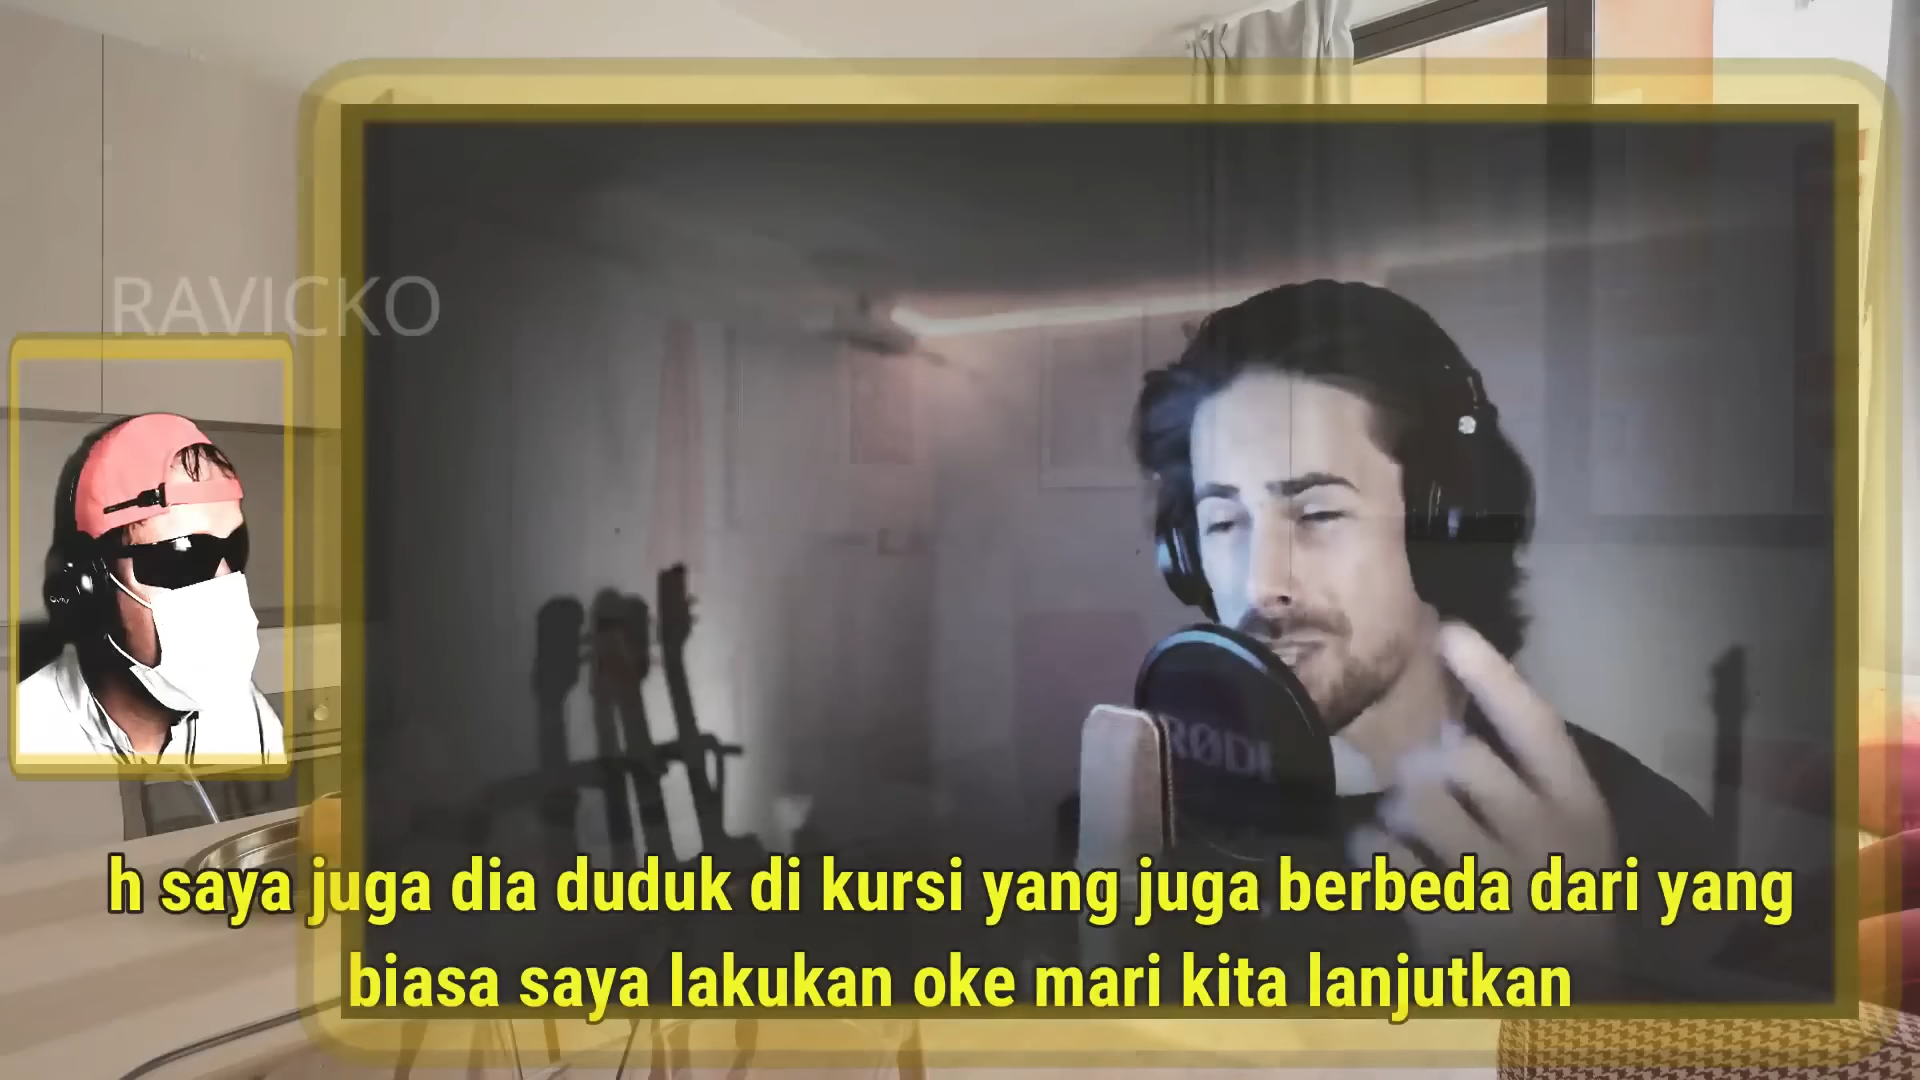 RAVICKO
RØDE
h saya juga dia duduk di kursi yang juga berbeda dari yang
biasa saya lakukan oke mari kita lanjutkan